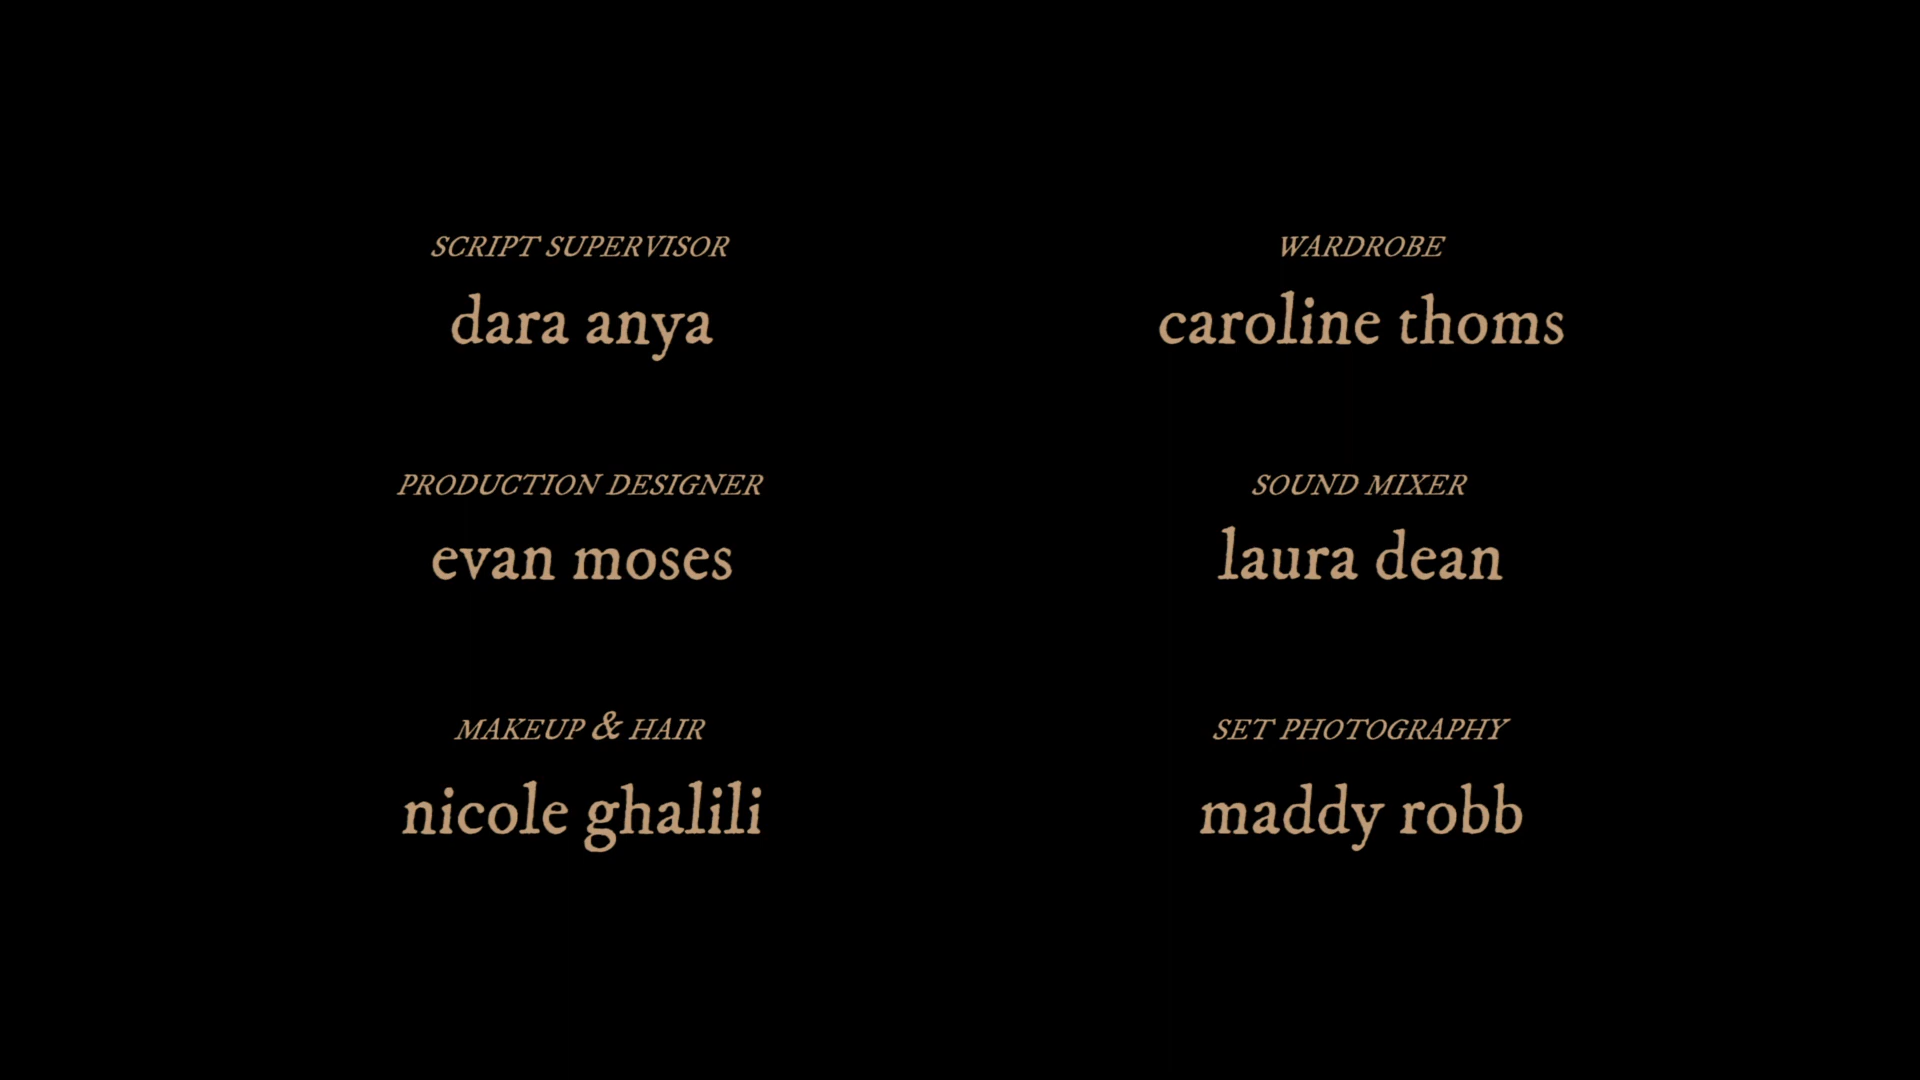 SCRIPT SUPERVISOR
dara anya
WARDROBE
caroline thoms
PRODUCTION DESIGNER
evan moses
SOUND MIXER
laura dean
MAKEUP & HAIR
nicole ghalili
SET PHOTOGRAPHY
maddy robb